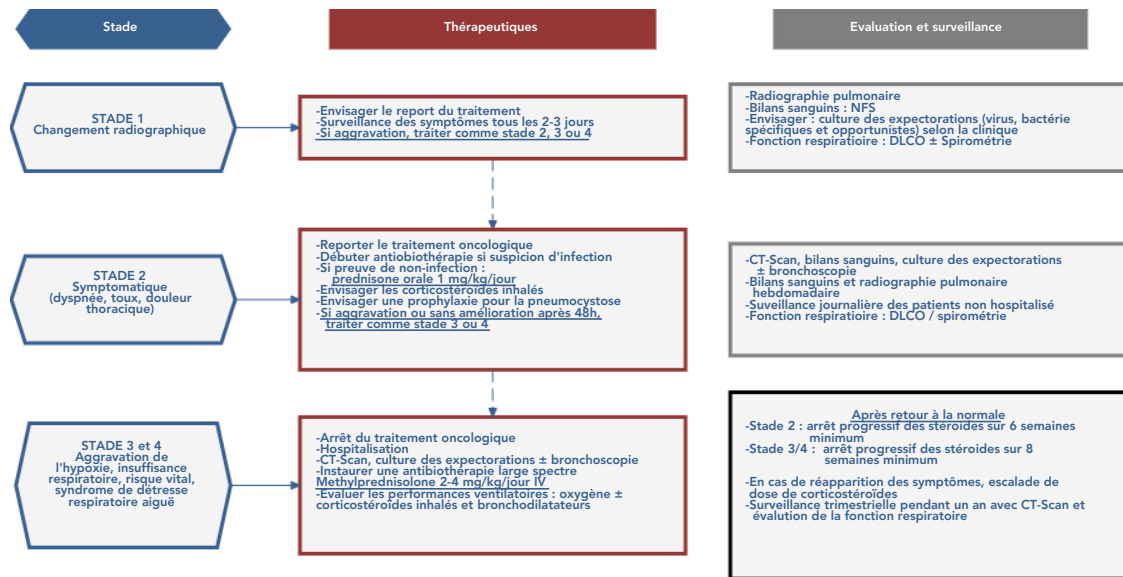 Stade
Thérapeutiques
Evaluation et surveillance
STADE 1
Changement radiographique
-Envisager le report du traitement
-Surveillance des symptômes tous les 2-3 jours
-Si aggravation, traiter comme stade 2, 3 ou 4
-Radiographie pulmonaire
-Bilans sanguins : NFS
-Envisager : culture des expectorations (virus, bactérie
spécifiques et opportunistes) selon la clinique
-Fonction respiratioire : DLCO ± Spirométrie
STADE 2
Symptomatique
(dyspnée, toux, douleur
thoracique)
-Reporter le traitement oncologique
-Débuter antiobiothérapie si suspicion d'infection
-Si preuve de non-infection :
prednisone orale 1 mg/kg/jour
-Envisager les corticostéroïdes inhalés
-Envisager une prophylaxie pour la pneumocystose
-Si aggravation ou sans amélioration après 48h,
traiter comme stade 3 ou 4
-CT-Scan, bilans sanguins, culture des expectorations
± bronchoscopie
-Bilans sanguins et radiographie pulmonaire
hebdomadaire
-Suveillance journalière des patients non hospitalisé
-Fonction respiratoire : DLCO / spirométrie
STADE 3 et 4
Aggravation de
l'hypoxie, insuffisance
respiratoire, risque vital,
syndrome de détresse
respiratoire aiguë
-Arrêt du traitement oncologique
-Hospitalisation
-CT-Scan, culture des expectorations ± bronchoscopie
-Instaurer une antibiothérapie large spectre
Methylprednisolone 2-4 mg/kg/jour IV
-Evaluer les performances ventilatoires : oxygène ±
corticostéroïdes inhalés et bronchodilatateurs
Après retour à la normale
-Stade 2 : arrêt progressif des stéroïdes sur 6 semaines
minimum
-Stade 3/4 : arrêt progressif des stéroïdes sur 8
semaines minimum
-En cas de réapparition des symptômes, escalade de
dose de corticostéroïdes
-Surveillance trimestrielle pendant un an avec CT-Scan et
évalution de la fonction respiratoire